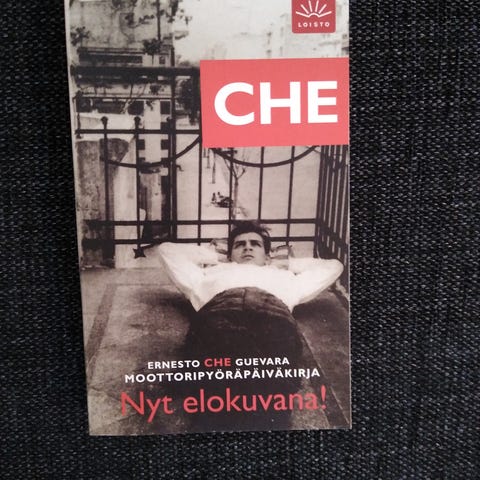 LOISTO
CHE
ERNESTO CHE GUEVARA
MOOTTORIPYÖRÄPÄIVÄKIRJA
Nyt elokuvana!